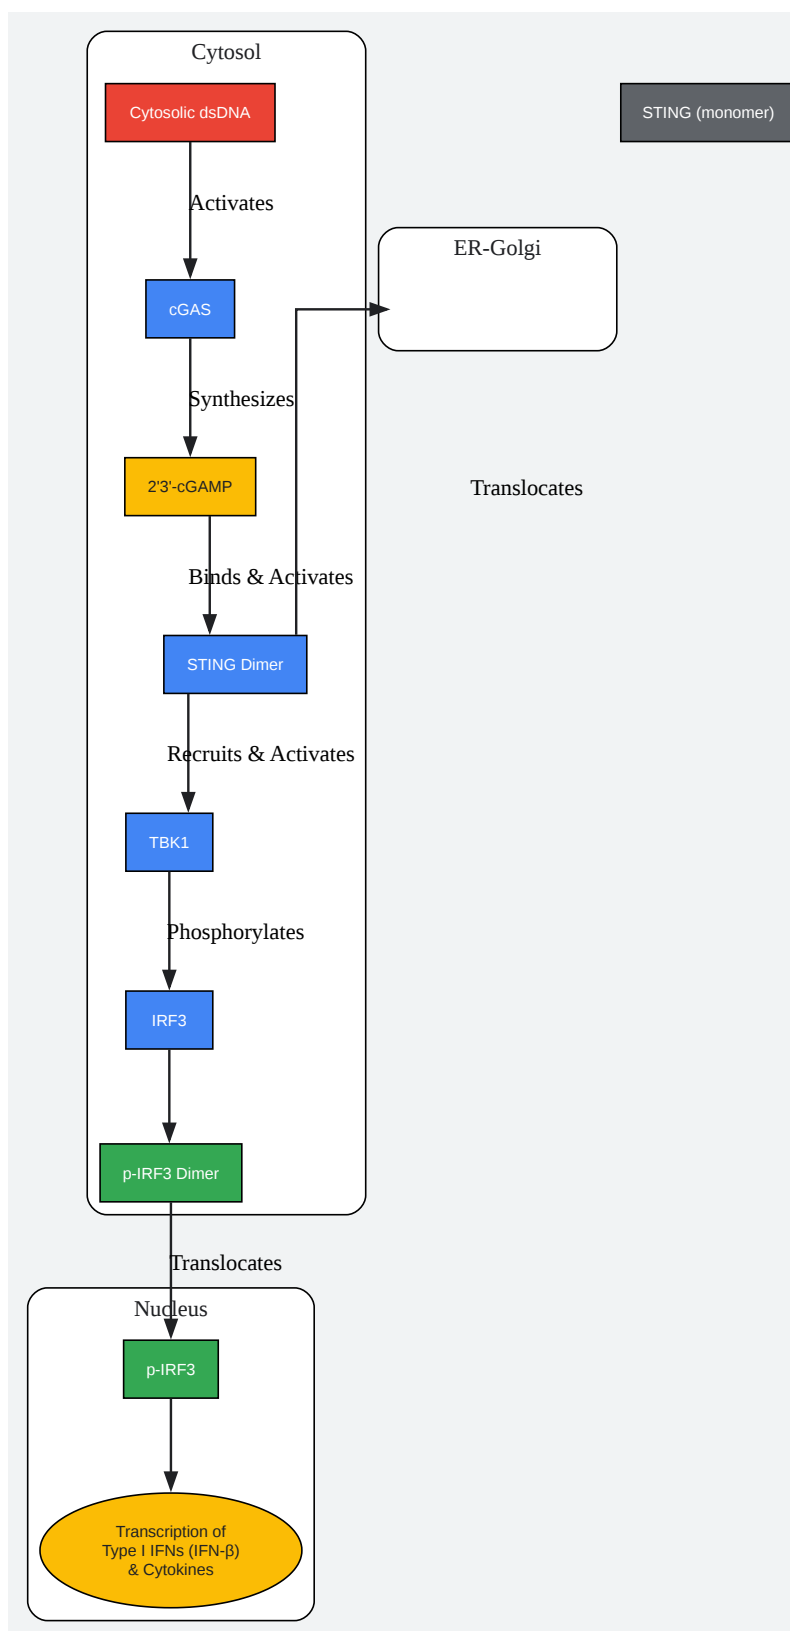 Cytosol
Cytosolic dsDNA
STING (monomer)
Activates
ER-Golgi
cGAS
Synthesizes
2'3'-cGAMP
Translocates
Binds & Activates
STING Dimer
Recruits & Activates
TBK1
Phosphorylates
IRF3
p-IRF3 Dimer
Translocates
Nucleus
p-IRF3
Transcription of
Type I IFNs (IFN-β)
& Cytokines